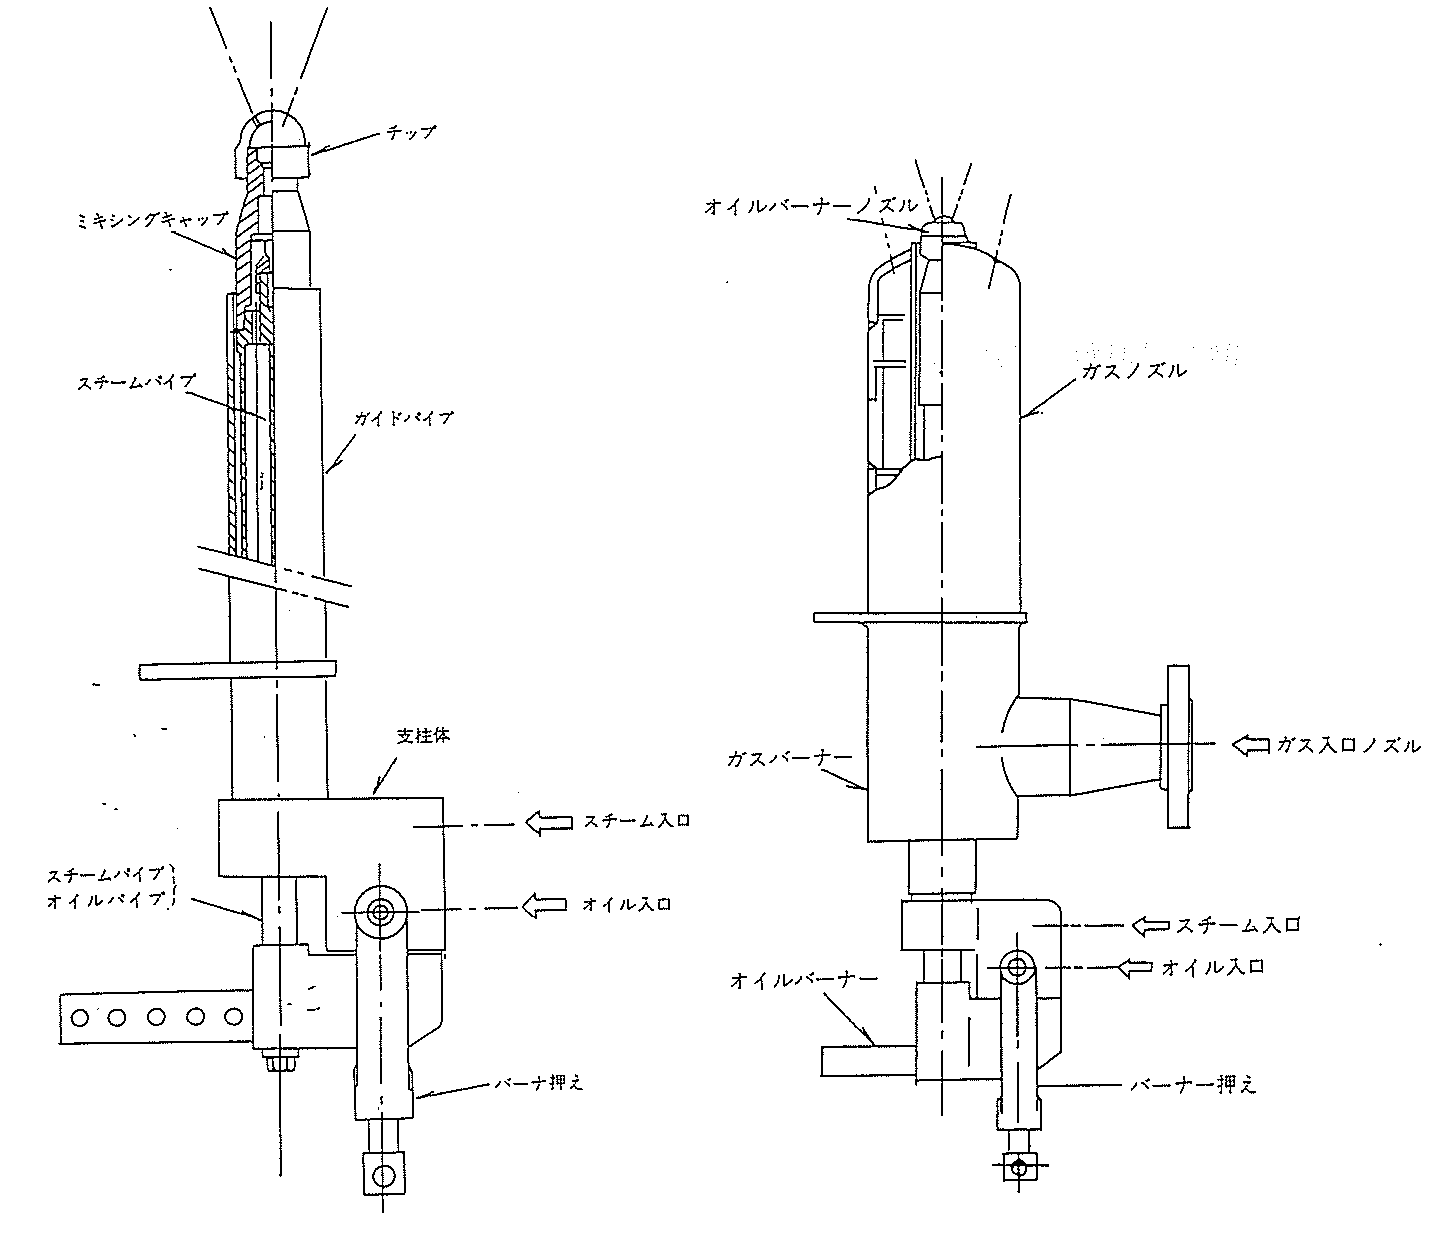 チップ
ミキシングキャップ
スチームパイプ
ガイドパイプ
支柱体
スチーム入口
スチームパイプ
オイルパイプ
オイル入口
バーナ押え
オイルバーナーノズル
ガスノズル
ガスバーナー
ガス入口ノズル
スチーム入口
オイル入口
オイルバーナー
バーナー押え